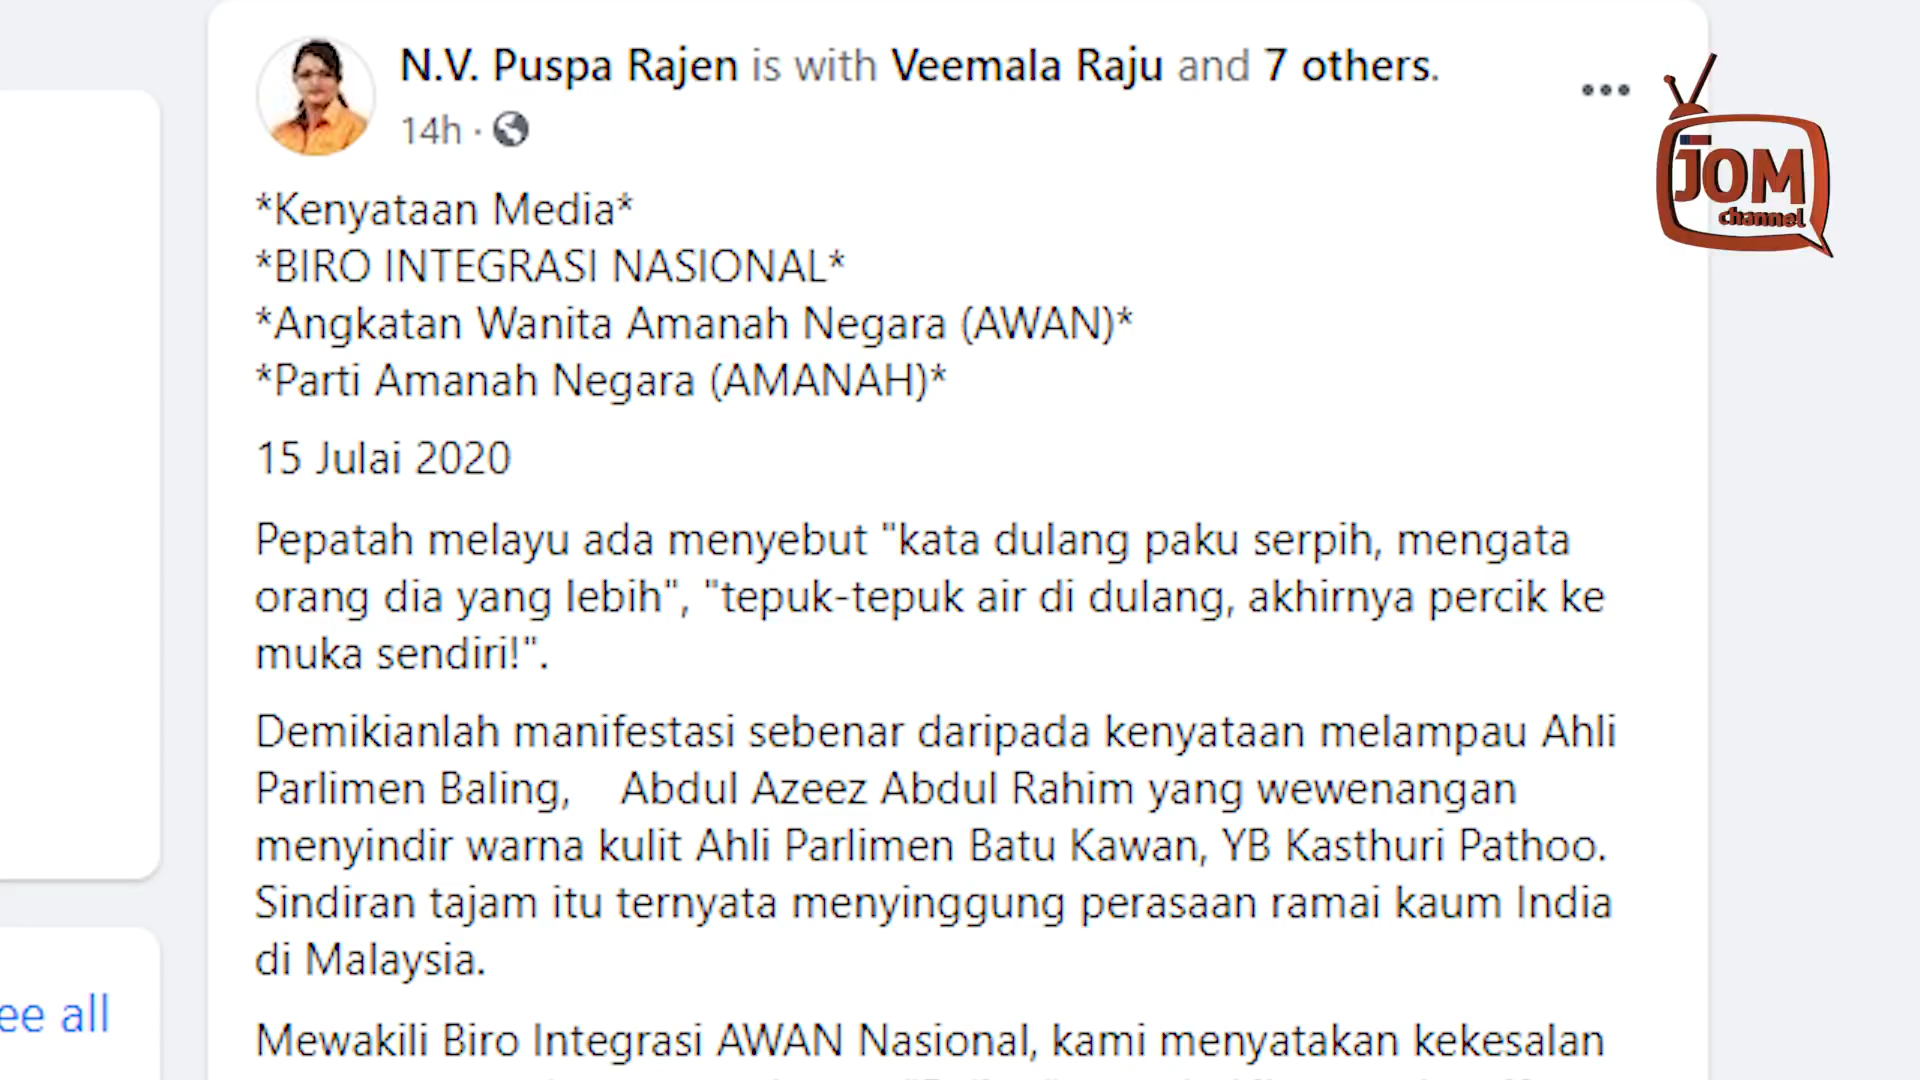 N.V. Puspa Rajen is with Veemala Raju and 7 others.
14h ·
JOM
channel
*Kenyataan Media*
*BIRO INTEGRASI NASIONAL*
*Angkatan Wanita Amanah Negara (AWAN)*
*Parti Amanah Negara (AMANAH)*
15 Julai 2020
Pepatah melayu ada menyebut "kata dulang paku serpih, mengata
orang dia yang lebih", "tepuk-tepuk air di dulang, akhirnya percik ke
muka sendiri!".
Demikianlah manifestasi sebenar daripada kenyataan melampau Ahli
Parlimen Baling, Abdul Azeez Abdul Rahim yang wewenangan
menyindir warna kulit Ahli Parlimen Batu Kawan, YB Kasthuri Pathoo.
Sindiran tajam itu ternyata menyinggung perasaan ramai kaum India
di Malaysia.
ee all
Mewakili Biro Integrasi AWAN Nasional, kami menyatakan kekesalan